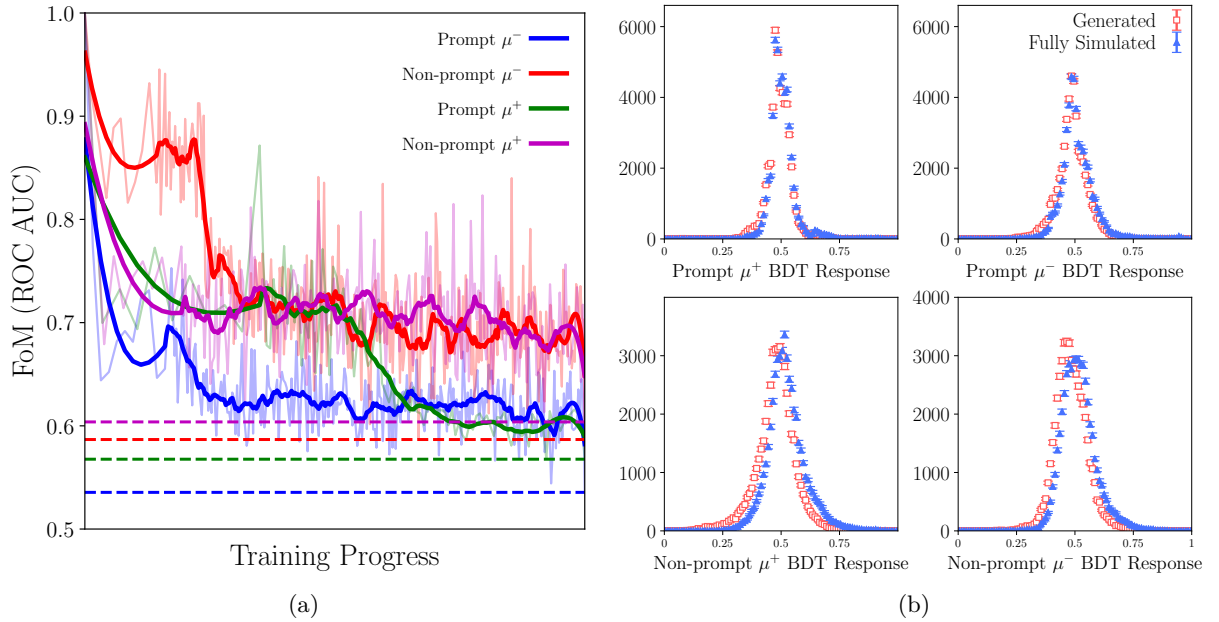 FoM (ROC AUC)
1.0
0.9
0.8
0.7
0.6
0.5
Prompt μ⁻
Non-prompt μ⁻
Prompt μ⁺
Non-prompt μ⁺
Training Progress
(a)
6000
4000
2000
0
0 0.25 0.5 0.75
Prompt μ⁺ BDT Response
Generated
Fully Simulated
6000
4000
2000
0
0 0.25 0.5 0.75
Prompt μ⁻ BDT Response
4000
3000
2000
1000
0
0 0.25 0.5 0.75
Non-prompt μ⁺ BDT Response
4000
3000
2000
1000
0
0 0.25 0.5 0.75 1
Non-prompt μ⁻ BDT Response
(b)